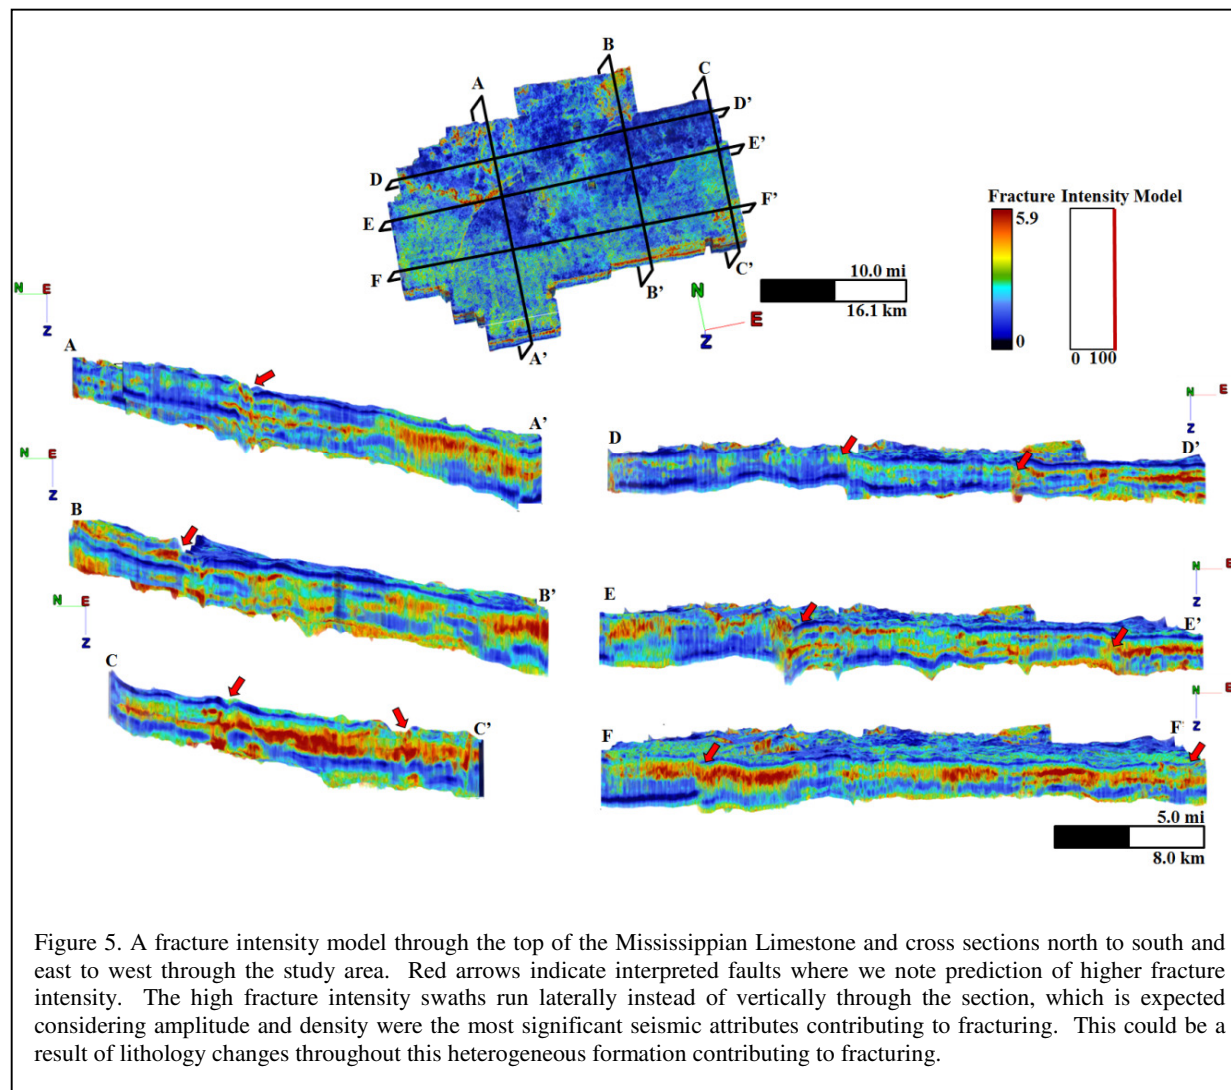 B
A
C
D'
E'
D
E
F'
F
C'
B'
A'
N
E
Z
10.0 mi
16.1 km
Fracture Intensity Model
5.9
0
0 100
N E
Z
A
A'
N E
Z
B
B'
N E
Z
C
C'
N E
Z
D
D'
N E
Z
E
E'
N E
Z
F
F'
5.0 mi
8.0 km
Figure 5. A fracture intensity model through the top of the Mississippian Limestone and cross sections north to south and
east to west through the study area. Red arrows indicate interpreted faults where we note prediction of higher fracture
intensity. The high fracture intensity swaths run laterally instead of vertically through the section, which is expected
considering amplitude and density were the most significant seismic attributes contributing to fracturing. This could be a
result of lithology changes throughout this heterogeneous formation contributing to fracturing.